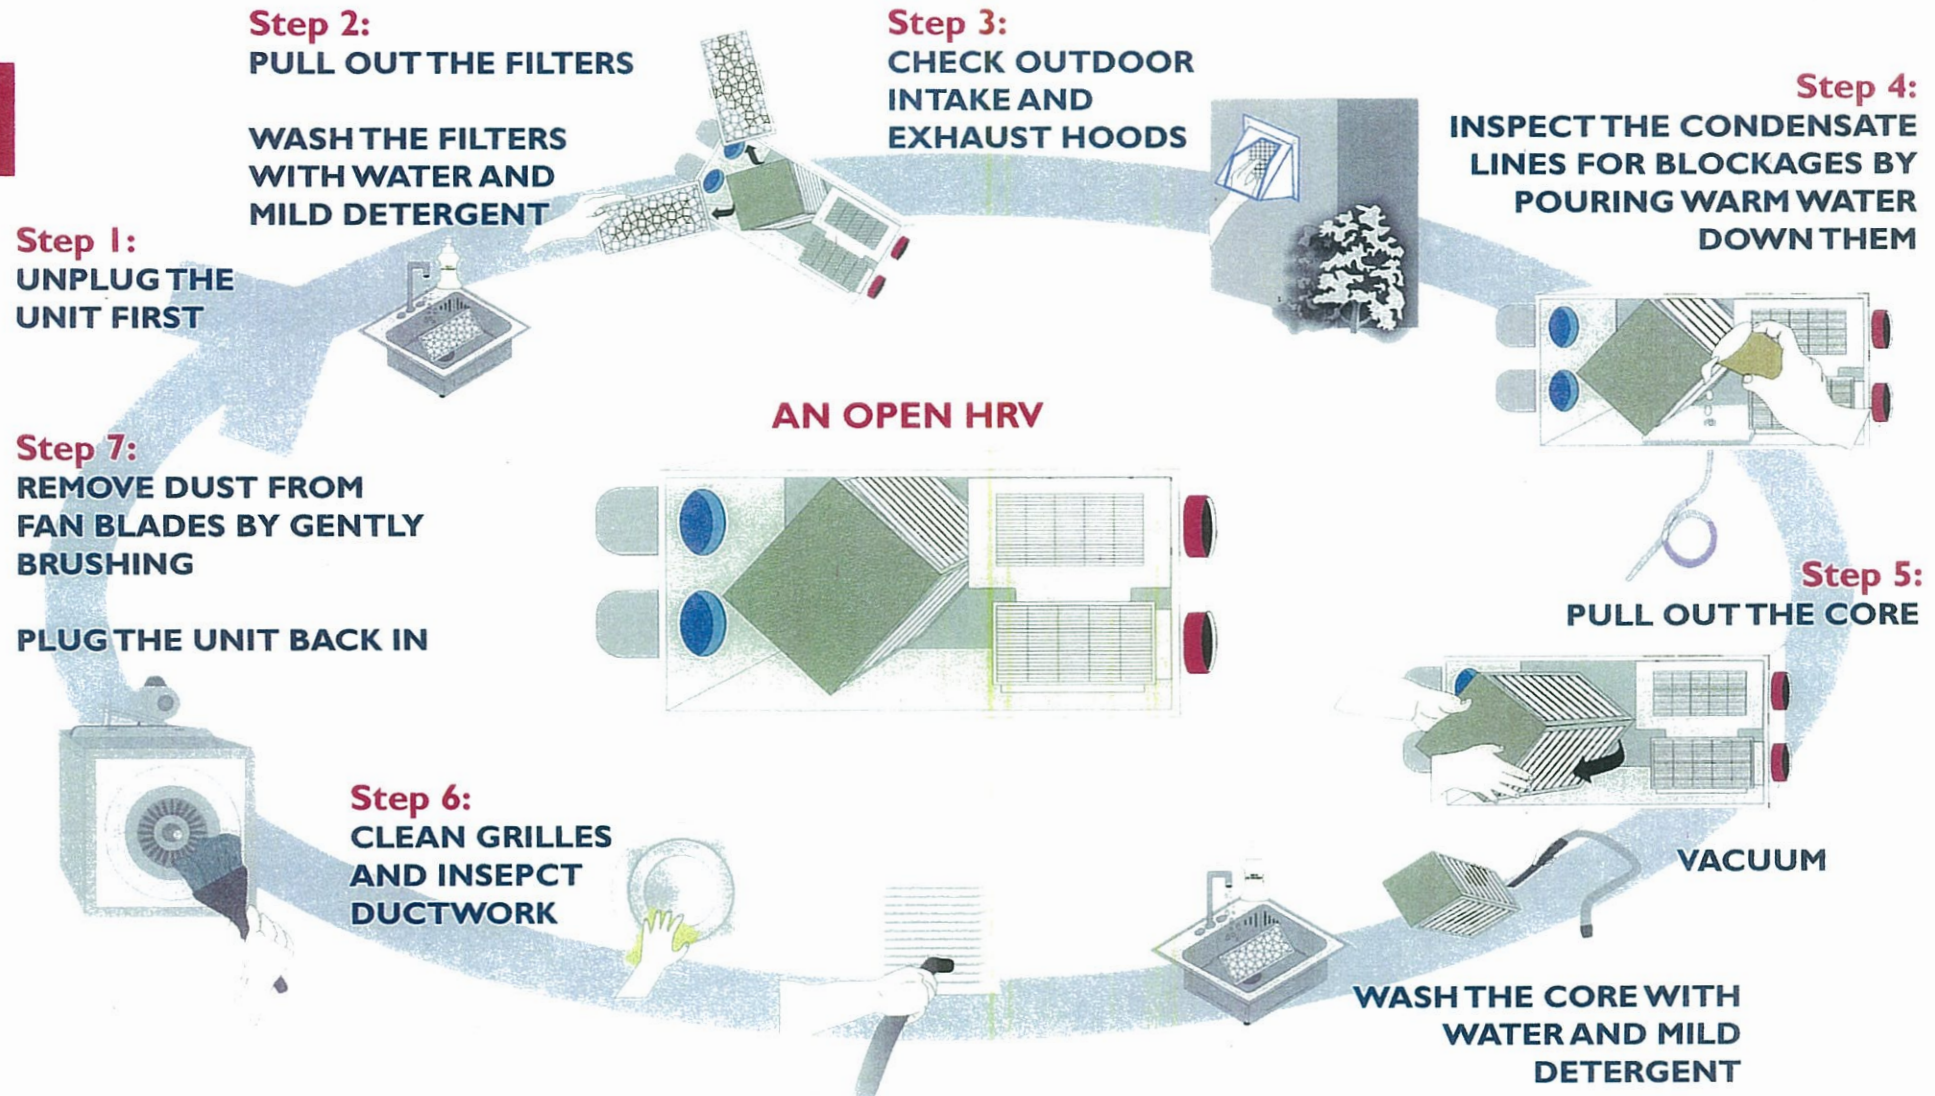 Step 1:
UNPLUG THE
UNIT FIRST
Step 2:
PULL OUT THE FILTERS
WASH THE FILTERS
WITH WATER AND
MILD DETERGENT
Step 3:
CHECK OUTDOOR
INTAKE AND
EXHAUST HOODS
Step 4:
INSPECT THE CONDENSATE
LINES FOR BLOCKAGES BY
POURING WARM WATER
DOWN THEM
AN OPEN HRV
Step 5:
PULL OUT THE CORE
VACUUM
WASH THE CORE WITH
WATER AND MILD
DETERGENT
Step 6:
CLEAN GRILLES
AND INSEPCT
DUCTWORK
Step 7:
REMOVE DUST FROM
FAN BLADES BY GENTLY
BRUSHING
PLUG THE UNIT BACK IN